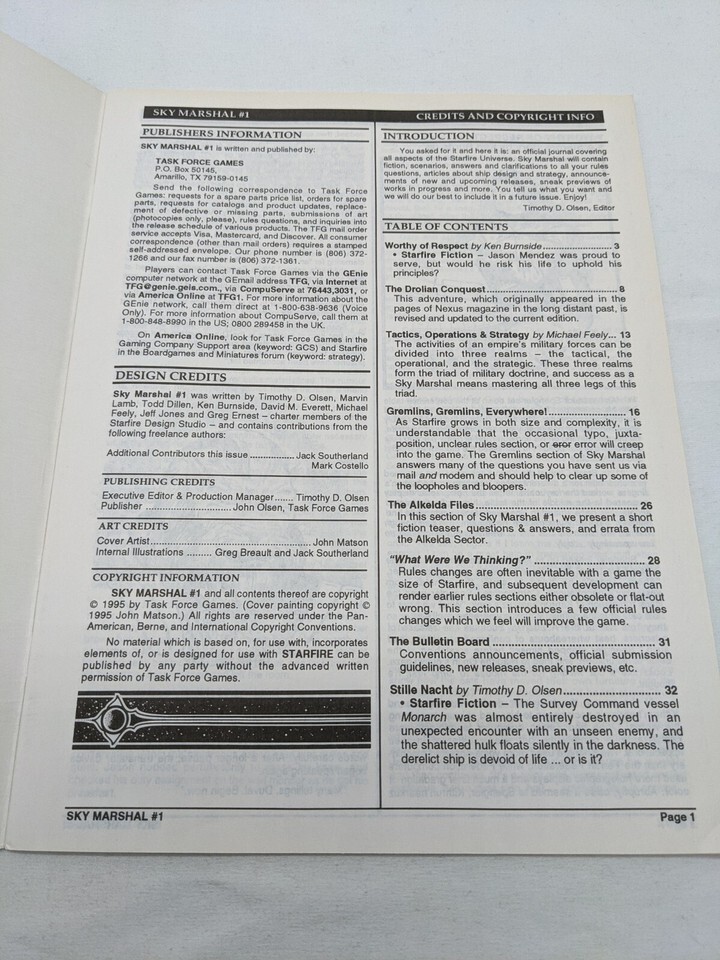 SKY MARSHAL #1
CREDITS AND COPYRIGHT INFO
PUBLISHERS INFORMATION
SKY MARSHAL #1 is written and published by:
TASK FORCE GAMES
P.O. Box 50145,
Amarillo, TX 79159-0145
Send the following correspondence to Task Force
Games: requests for a spare parts price list, orders for spare
parts, requests for catalogs and product updates, replace-
ment of defective or missing parts, submissions of art
(photocopies only, please), rules questions, and inquiries into
the release schedule of various products. The TFG mail order
service accepts Visa, Mastercard, and Discover. All consumer
correspondence (other than mail orders) requires a stamped
self-addressed envelope. Our phone number is (806) 372-
1266 and our fax number is (806) 372-1361.
Players can contact Task Force Games via the GEnie
computer network at the GEmail address TFG, via Internet at
TFG@genie.geis.com., via CompuServe at 76443,3031, or
via America Online at TFG1. For more information about the
GEnie network, call them direct at 1-800-638-9636 (Voice
Only). For more information about CompuServe, call them at
1-800-848-8990 in the US; 0800 289458 in the UK.
On America Online, look for Task Force Games in the
Gaming Company Support area (keyword: GCS) and Starfire
in the Boardgames and Miniatures forum (keyword: strategy).
DESIGN CREDITS
Sky Marshal #1 was written by Timothy D. Olsen, Marvin
Lamb, Todd Dillen, Ken Burnside, David M. Everett, Michael
Feely, Jeff Jones and Greg Ernest – charter members of the
Starfire Design Studio – and contains contributions from the
following freelance authors:
Additional Contributors this issue ................. Jack Southerland
Mark Costello
PUBLISHING CREDITS
Executive Editor & Production Manager....... Timothy D. Olsen
Publisher .......................... John Olsen, Task Force Games
ART CREDITS
Cover Artist........................................ John Matson
Internal Illustrations ......... Greg Breault and Jack Southerland
COPYRIGHT INFORMATION
SKY MARSHAL #1 and all contents thereof are copyright
© 1995 by Task Force Games. (Cover painting copyright ©
1995 John Matson.) All rights are reserved under the Pan-
American, Berne, and International Copyright Conventions.
No material which is based on, for use with, incorporates
elements of, or is designed for use with STARFIRE can be
published by any party without the advanced written
permission of Task Force Games.
INTRODUCTION
You asked for it and here it is: an official journal covering
all aspects of the Starfire Universe. Sky Marshal will contain
fiction, scenarios, answers and clarifications to all your rules
questions, articles about ship design and strategy, announce-
ments of new and upcoming releases, sneak previews of
works in progress and more. You tell us what you want and
we will do our best to include it in a future issue. Enjoy!
Timothy D. Olsen, Editor
TABLE OF CONTENTS
Worthy of Respect by Ken Burnside................. 3
• Starfire Fiction – Jason Mendez was proud to
serve, but would he risk his life to uphold his
principles?
The Drolian Conquest................................ 8
This adventure, which originally appeared in the
pages of Nexus magazine in the long distant past, is
revised and updated to the current edition.
Tactics, Operations & Strategy by Michael Feely... 13
The activities of an empire's military forces can be
divided into three realms – the tactical, the
operational, and the strategic. These three realms
form the triad of military doctrine, and success as a
Sky Marshal means mastering all three legs of this
triad.
Gremlins, Gremlins, Everywhere!..................... 16
As Starfire grows in both size and complexity, it is
understandable that the occasional typo, juxta-
position, unclear rules section, or error will creep
into the game. The Gremlins section of Sky Marshal
answers many of the questions you have sent us via
mail and modem and should help to clear up some of
the loopholes and bloopers.
The Alkelda Files................................... 26
In this section of Sky Marshal #1, we present a short
fiction teaser, questions & answers, and errata from
the Alkelda Sector.
"What Were We Thinking?" ........................... 28
Rules changes are often inevitable with a game the
size of Starfire, and subsequent development can
render earlier rules sections either obsolete or flat-out
wrong. This section introduces a few official rules
changes which we feel will improve the game.
The Bulletin Board ................................. 31
Conventions announcements, official submission
guidelines, new releases, sneak previews, etc.
Stille Nacht by Timothy D. Olsen........................... 32
• Starfire Fiction – The Survey Command vessel
Monarch was almost entirely destroyed in an
unexpected encounter with an unseen enemy, and
the shattered hulk floats silently in the darkness. The
derelict ship is devoid of life ... or is it?
SKY MARSHAL #1
Page 1